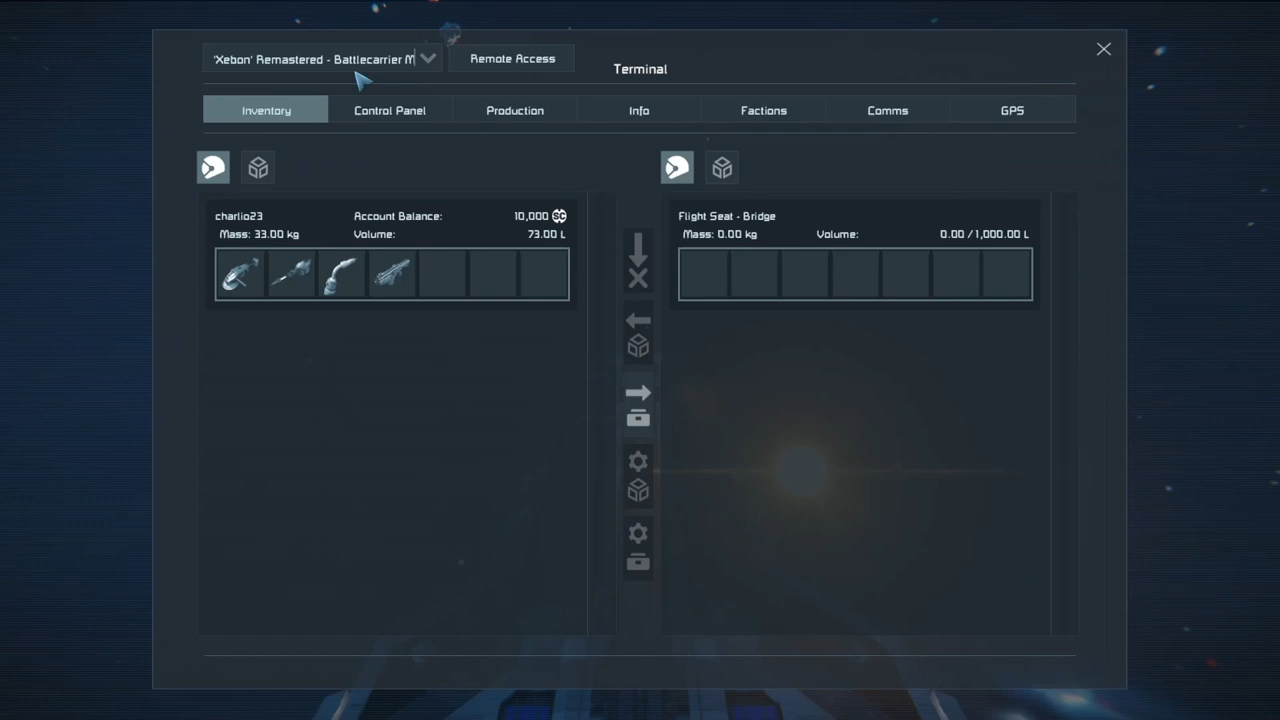 'Xebon' Remastered - Battlecarrier M
Remote Access
Terminal
Inventory
Control Panel
Production
Info
Factions
Comms
GPS
charlio23
Account Balance:
10,000 SC
Mass: 33.00 kg
Volume:
73.00 L
Flight Seat - Bridge
Mass: 0.00 kg
Volume:
0.00 / 1,000.00 L